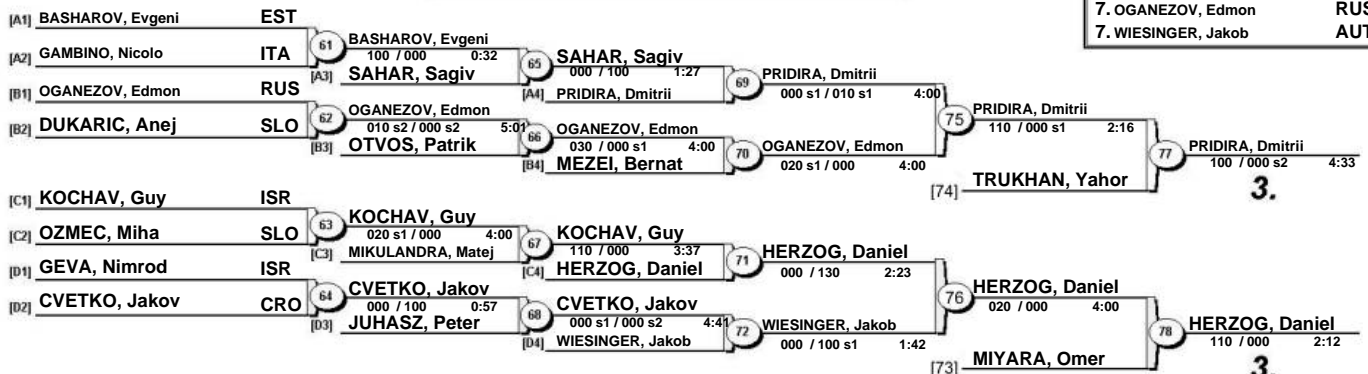 7. OGANEZOV, Edmon RUS
7. WIESINGER, Jakob AUT
[A1] BASHAROV, Evgeni EST
[A2] GAMBINO, Nicolo ITA
61
BASHAROV, Evgeni
100 / 000 0:32
[A3] SAHAR, Sagiv
65
SAHAR, Sagiv
000 / 100 1:27
[A4] PRIDIRA, Dmitrii
69
PRIDIRA, Dmitrii
000 s1 / 010 s1 4:00
[B1] OGANEZOV, Edmon RUS
[B2] DUKARIC, Anej SLO
62
OGANEZOV, Edmon
010 s2 / 000 s2 5:01
[B3] OTVOS, Patrik
66
OGANEZOV, Edmon
030 / 000 s1 4:00
[B4] MEZEI, Bernat
70
OGANEZOV, Edmon
020 s1 / 000 4:00
75
PRIDIRA, Dmitrii
110 / 000 s1 2:16
[74] TRUKHAN, Yahor
77
PRIDIRA, Dmitrii
100 / 000 s2 4:33
3.
[C1] KOCHAV, Guy ISR
[C2] OZMEC, Miha SLO
63
KOCHAV, Guy
020 s1 / 000 4:00
[C3] MIKULANDRA, Matej
67
KOCHAV, Guy
110 / 000 3:37
[C4] HERZOG, Daniel
71
HERZOG, Daniel
000 / 130 2:23
[D1] GEVA, Nimrod ISR
[D2] CVETKO, Jakov CRO
64
CVETKO, Jakov
000 / 100 0:57
[D3] JUHASZ, Peter
68
CVETKO, Jakov
000 s1 / 000 s2 4:41
[D4] WIESINGER, Jakob
72
WIESINGER, Jakob
000 / 100 s1 1:42
76
HERZOG, Daniel
020 / 000 4:00
[73] MIYARA, Omer
78
HERZOG, Daniel
110 / 000 2:12
3.